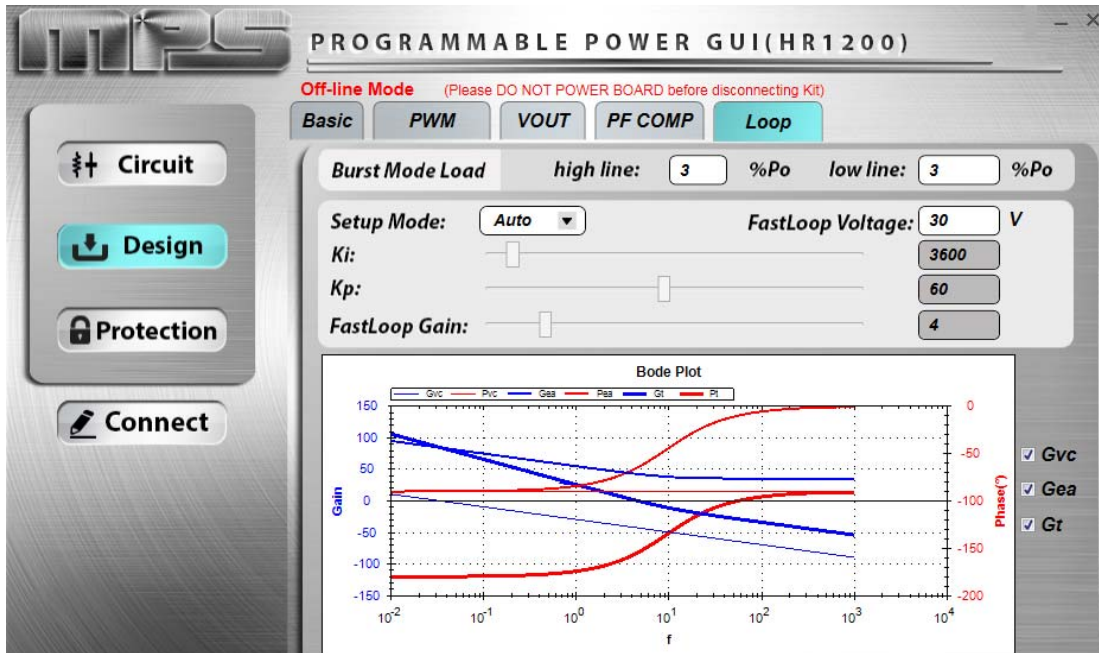 mps PROGRAMMABLE POWER GUI(HR1200)
Off-line Mode (Please DO NOT POWER BOARD before disconnecting Kit)
Basic PWM VOUT PF COMP Loop
Circuit
Design
Protection
Connect
Burst Mode Load high line: 3 %Po low line: 3 %Po
Setup Mode: Auto FastLoop Voltage: 30 V
Ki: 3600
Kp: 60
FastLoop Gain: 4
Bode Plot
Gvc Pvc Gea Pea Gt Pt
150 0
100
50 -50
0 -100
-50
-100 -150
-150 -200
Gain
Phase(°)
10-2 10-1 100 101 102 103 104
f
Gvc
Gea
Gt